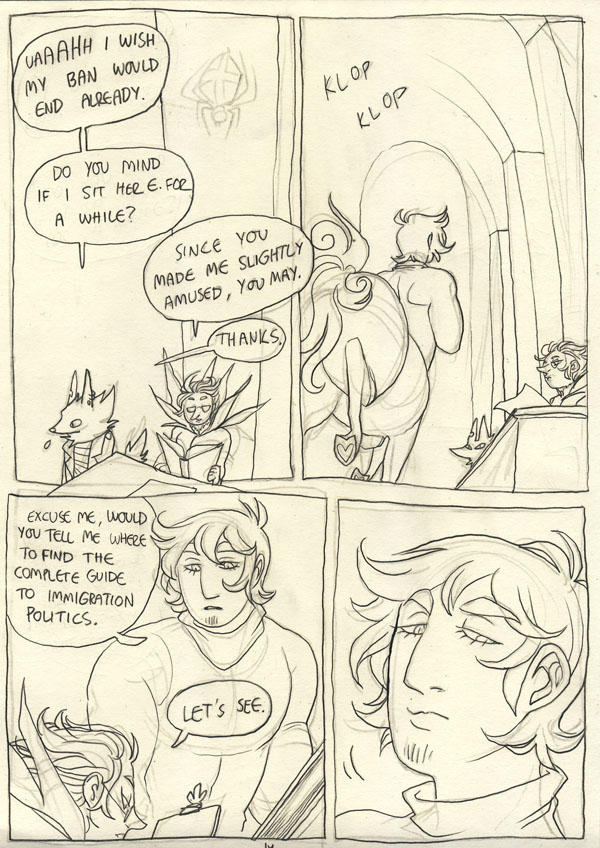 UAAAHH I WISH
MY BAN WOULD
END ALREADY.
DO YOU MIND
IF I SIT HERE. FOR
A WHILE?
SINCE YOU
MADE ME SLIGHTLY
AMUSED, YOU MAY.
THANKS.
KLOP
KLOP
EXCUSE ME, WOULD
YOU TELL ME WHERE
TO FIND THE
COMPLETE GUIDE
TO IMMIGRATION
POLITICS.
LET'S SEE.